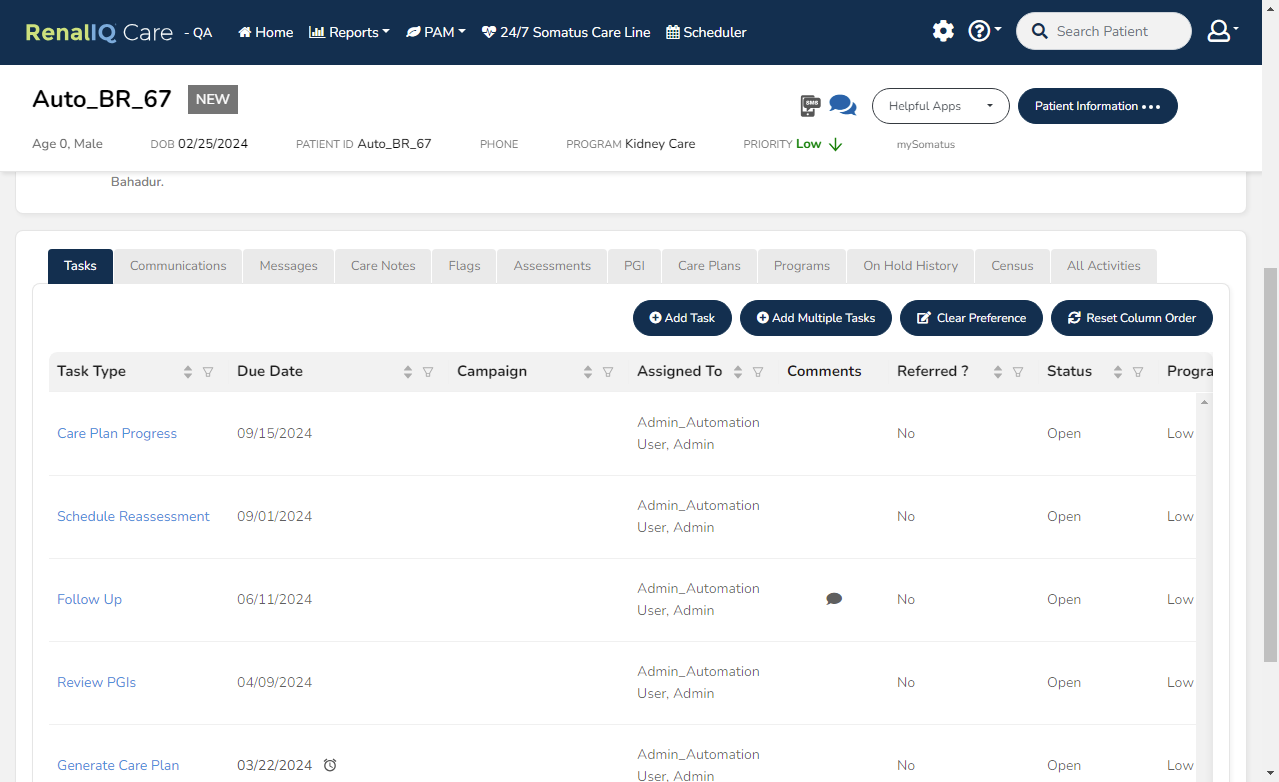 RenalIQ Care - QA Home Reports PAM 24/7 Somatus Care Line Scheduler Search Patient
Auto_BR_67 NEW
SMS Helpful Apps Patient Information
Age 0, Male DOB 02/25/2024 PATIENT ID Auto_BR_67 PHONE PROGRAM Kidney Care PRIORITY Low mySomatus
Bahadur.
Tasks Communications Messages Care Notes Flags Assessments PGI Care Plans Programs On Hold History Census All Activities
Add Task Add Multiple Tasks Clear Preference Reset Column Order
Task Type Due Date Campaign Assigned To Comments Referred ? Status Progra
Care Plan Progress 09/15/2024 Admin_Automation
User, Admin No Open Low
Schedule Reassessment 09/01/2024 Admin_Automation
User, Admin No Open Low
Follow Up 06/11/2024 Admin_Automation
User, Admin No Open Low
Review PGIs 04/09/2024 Admin_Automation
User, Admin No Open Low
Generate Care Plan 03/22/2024 Admin_Automation
User, Admin No Open Low